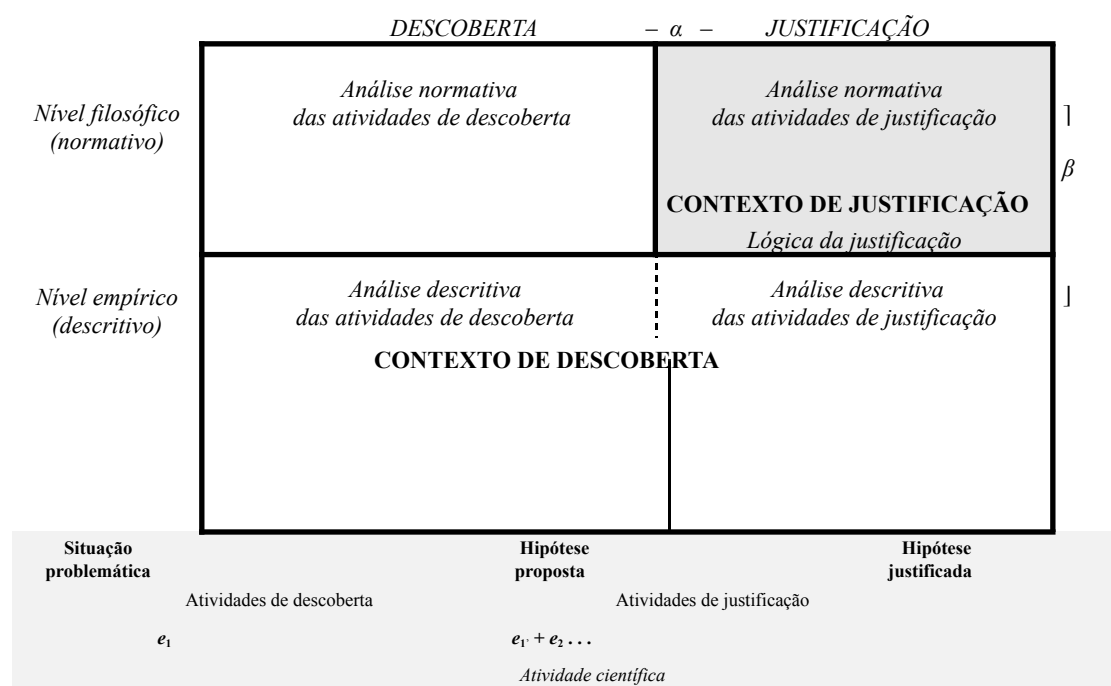 DESCOBERTA – α – JUSTIFICAÇÃO
Nível filosófico
(normativo)
Análise normativa
das atividades de descoberta
Análise normativa
das atividades de justificação
⌉
β
CONTEXTO DE JUSTIFICAÇÃO
Lógica da justificação
Nível empírico
(descritivo)
Análise descritiva
das atividades de descoberta
Análise descritiva
das atividades de justificação
⌋
CONTEXTO DE DESCOBERTA
Situação
problemática
Hipótese
proposta
Hipótese
justificada
Atividades de descoberta
Atividades de justificação
e₁
e₁, + e₂ . . .
Atividade científica